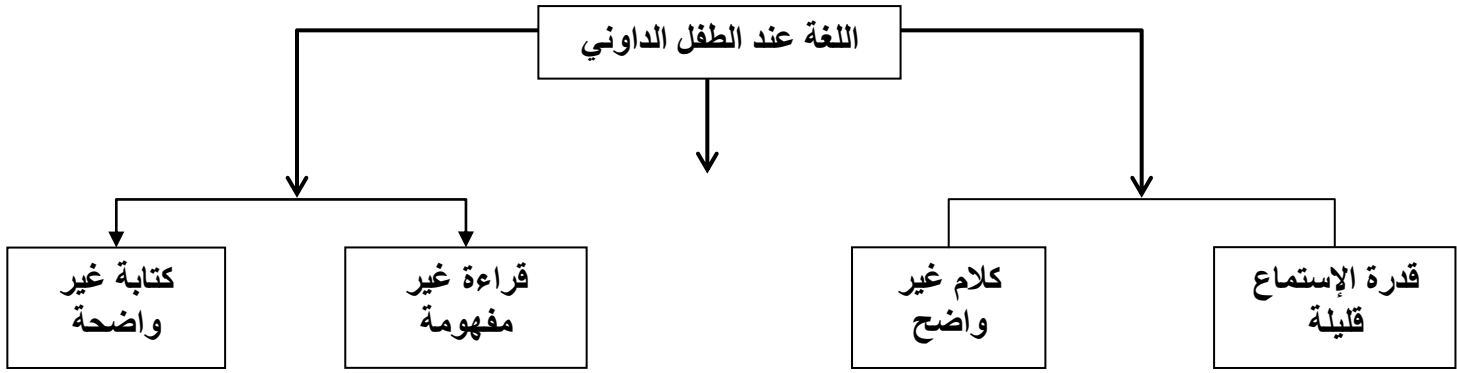 اللغة عند الطفل الداوني
قدرة الإستماع
قليلة
كلام غير
واضح
قراءة غير
مفهومة
كتابة غير
واضحة